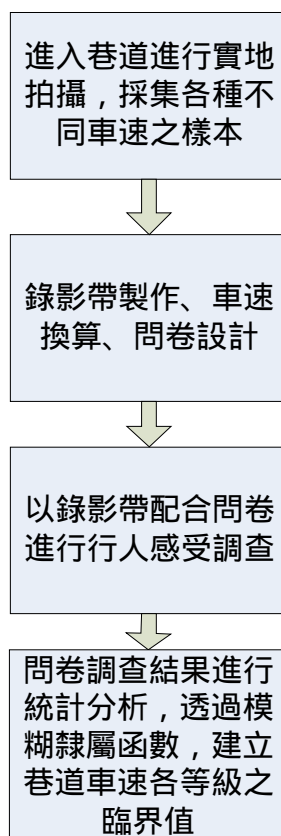 進入巷道進行實地
拍攝，採集各種不
同車速之樣本
錄影帶製作、車速
換算、問卷設計
以錄影帶配合問卷
進行行人感受調查
問卷調查結果進行
統計分析，透過模
糊隸屬函數，建立
巷道車速各等級之
臨界值